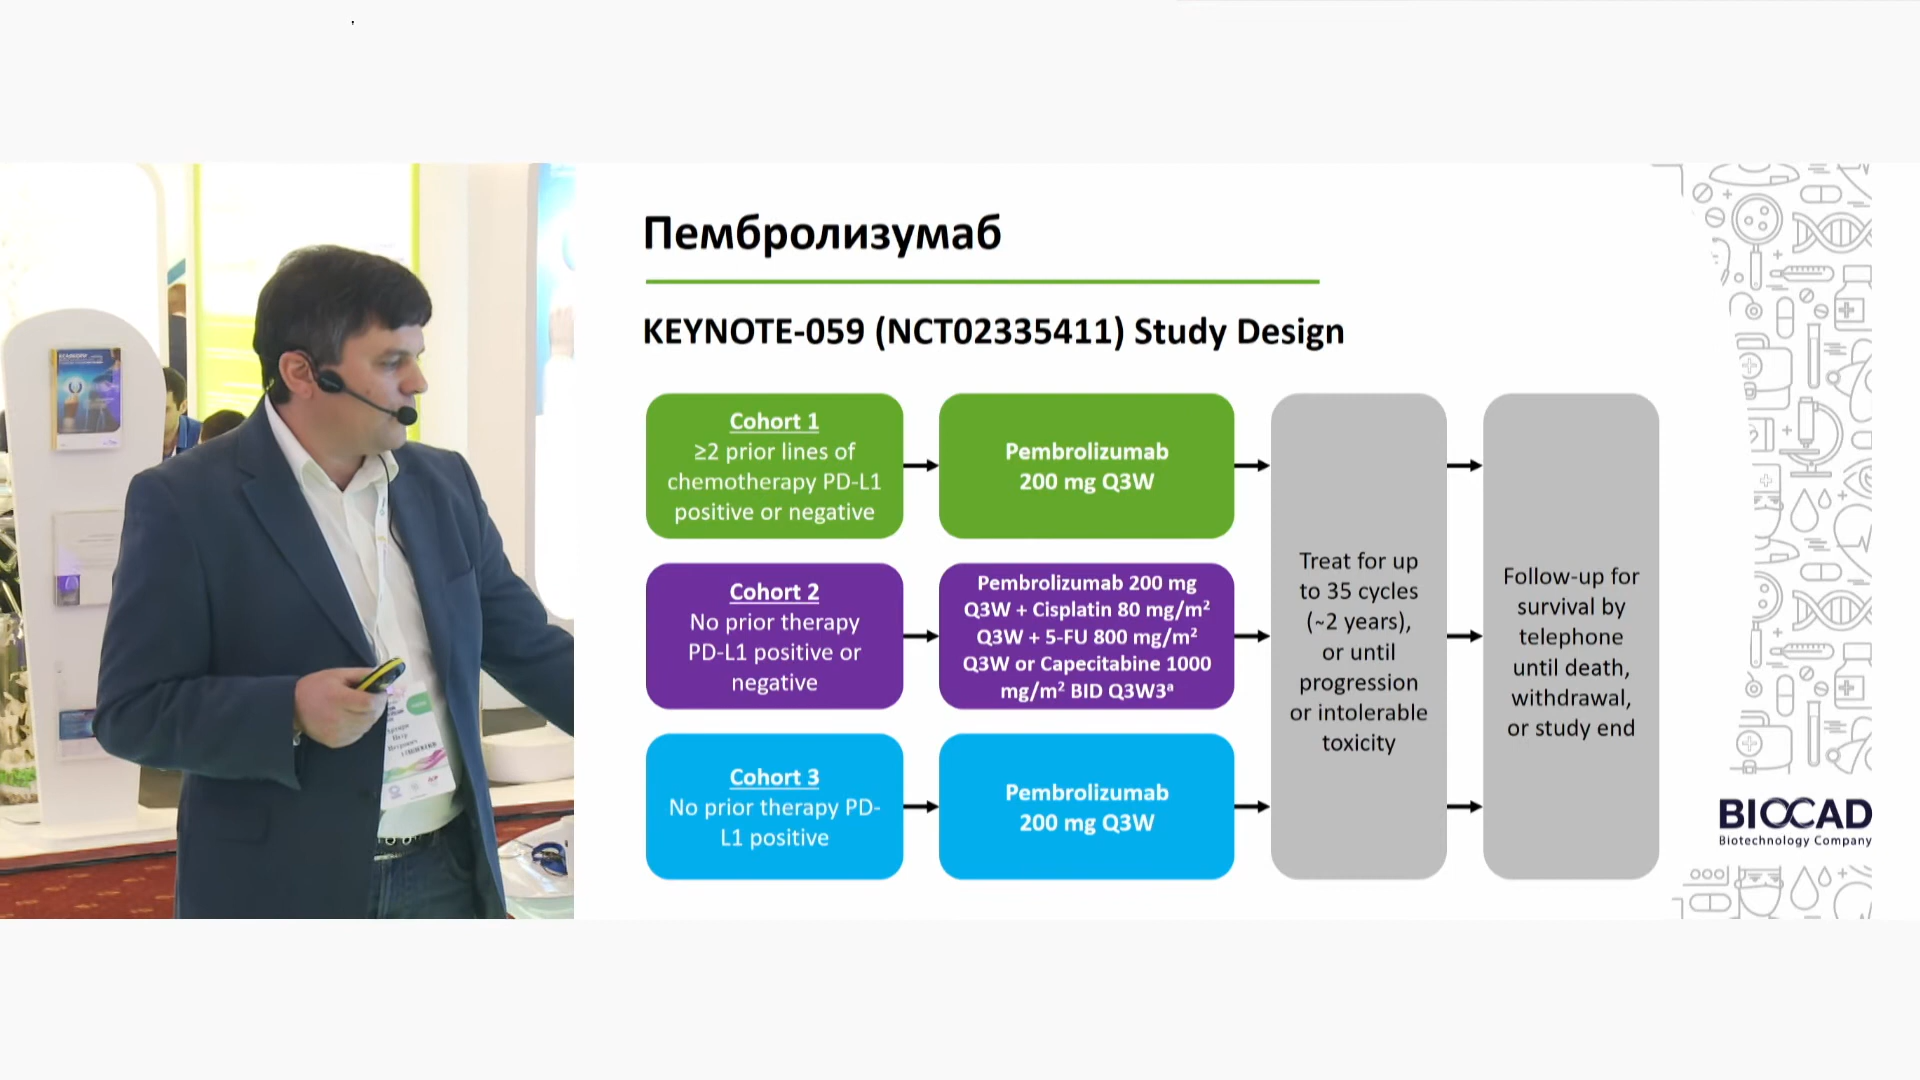 Пембролизумаб
KEYNOTE-059 (NCT02335411) Study Design
Cohort 1
≥2 prior lines of
chemotherapy PD-L1
positive or negative
Pembrolizumab
200 mg Q3W
Cohort 2
No prior therapy
PD-L1 positive or
negative
Pembrolizumab 200 mg
Q3W + Cisplatin 80 mg/m²
Q3W + 5-FU 800 mg/m²
Q3W or Capecitabine 1000
mg/m² BID Q3W3ᵃ
Cohort 3
No prior therapy PD-
L1 positive
Pembrolizumab
200 mg Q3W
Treat for up
to 35 cycles
(~2 years),
or until
progression
or intolerable
toxicity
Follow-up for
survival by
telephone
until death,
withdrawal,
or study end
BIOCAD
Biotechnology Company